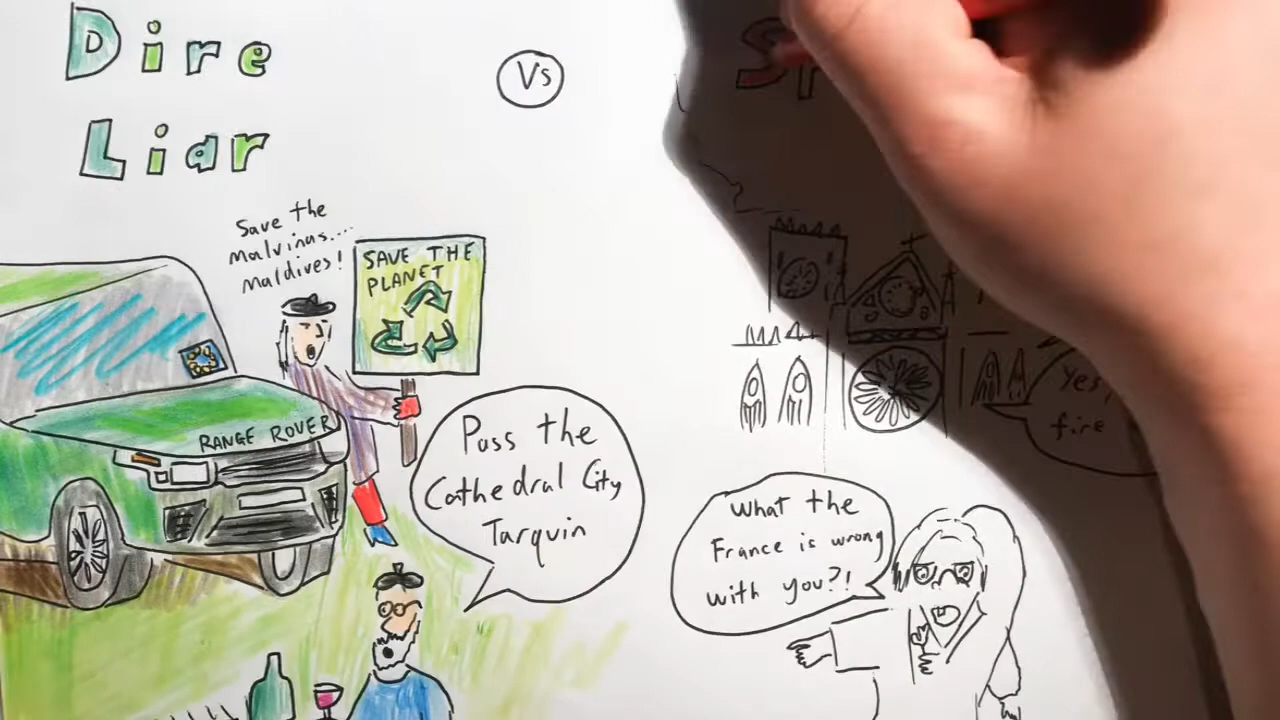 Dire
Liar
Vs
Sp
Save the
malvinas....
maldives!
SAVE THE
PLANET
RANGE ROVER
Pass the
Cathedral City
Tarquin
Yes
fire
What the
France is wrong
with you?!